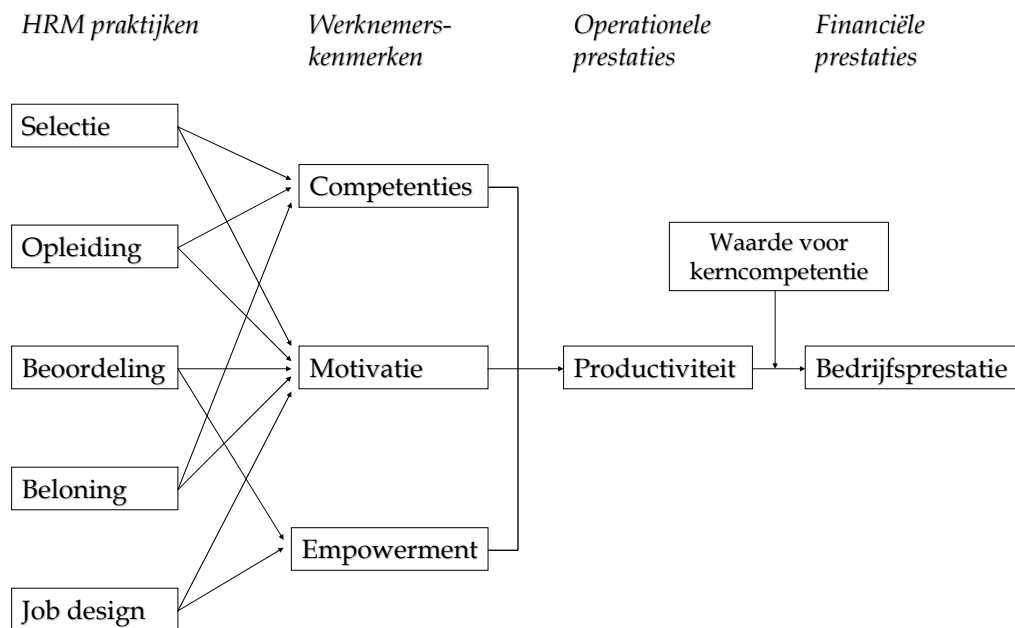 HRM praktijken
Werknemers-
kenmerken
Operationele
prestaties
Financiële
prestaties
Selectie
Opleiding
Beoordeling
Beloning
Job design
Competenties
Motivatie
Empowerment
Productiviteit
Waarde voor
kerncompetentie
Bedrijfsprestatie